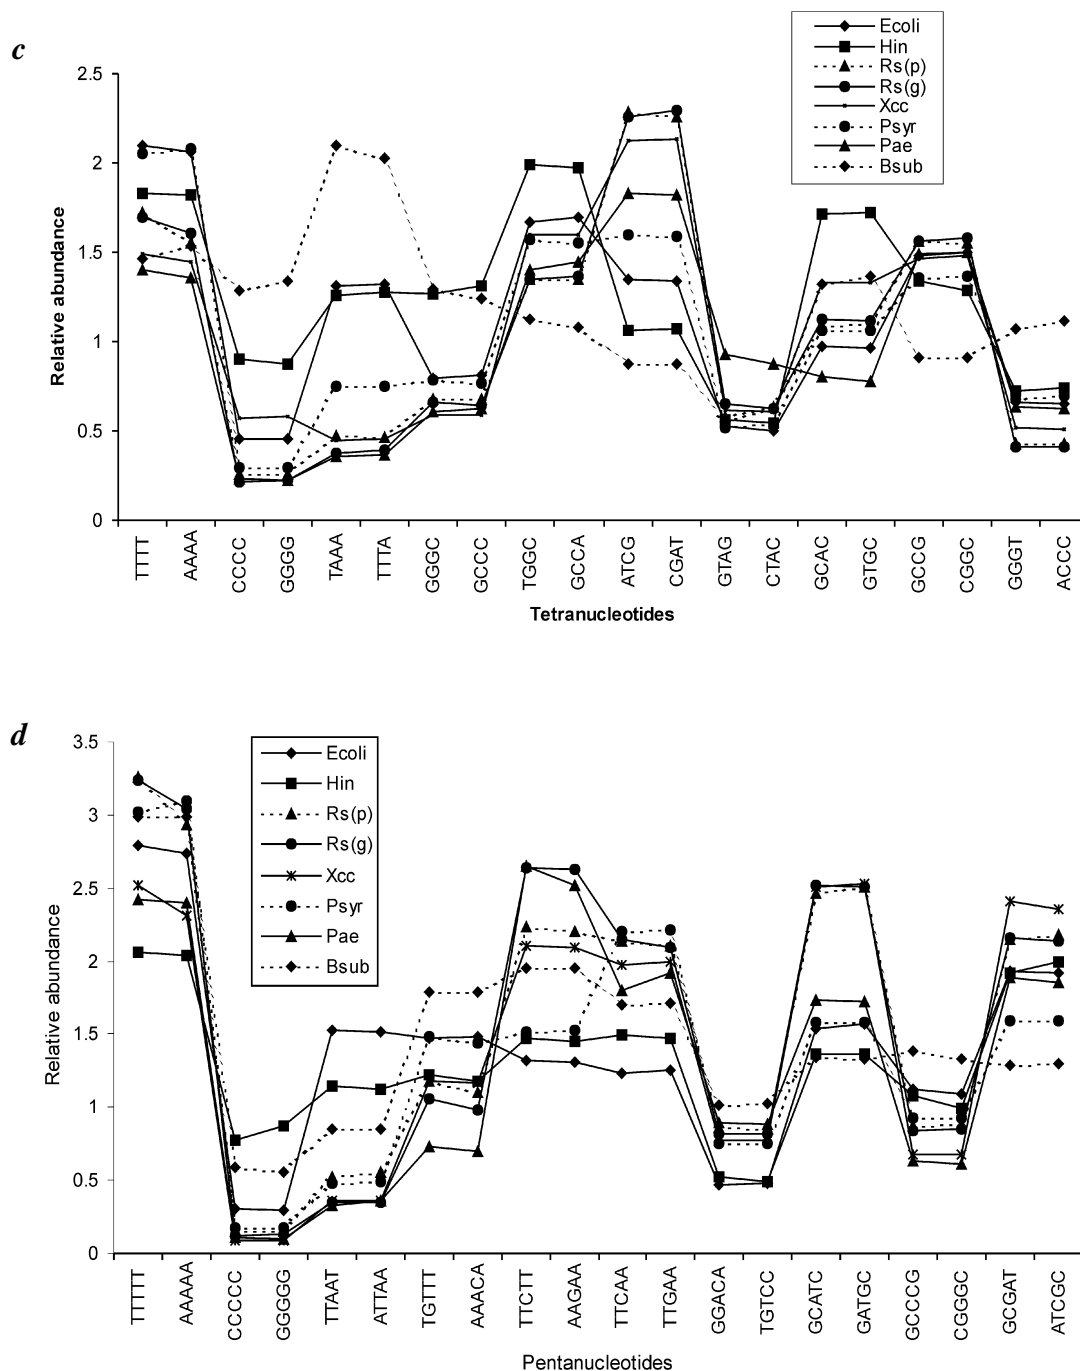 c
Ecoli
Hin
Rs(p)
Rs(g)
Xcc
Psyr
Pae
Bsub
Relative abundance
2.5
2
1.5
1
0.5
0
TTTT AAAA CCCC GGGG TAAA TTTA GGGC GCCC TGGC GCCA ATCG CGAT GTAG CTAC GCAC GTGC GCCG CGGC GGGT ACCC
Tetranucleotides
d
Ecoli
Hin
Rs(p)
Rs(g)
Xcc
Psyr
Pae
Bsub
Relative abundance
3.5
3
2.5
2
1.5
1
0.5
0
TTTTT AAAAA CCCCC GGGGG TTAAT ATTAA TGTTT AAACA TTCTT AAGAA TTCAA TTGAA GGACA TGTCC GCATC GATGC GCCCG CGGGC GCGAT ATCGC
Pentanucleotides